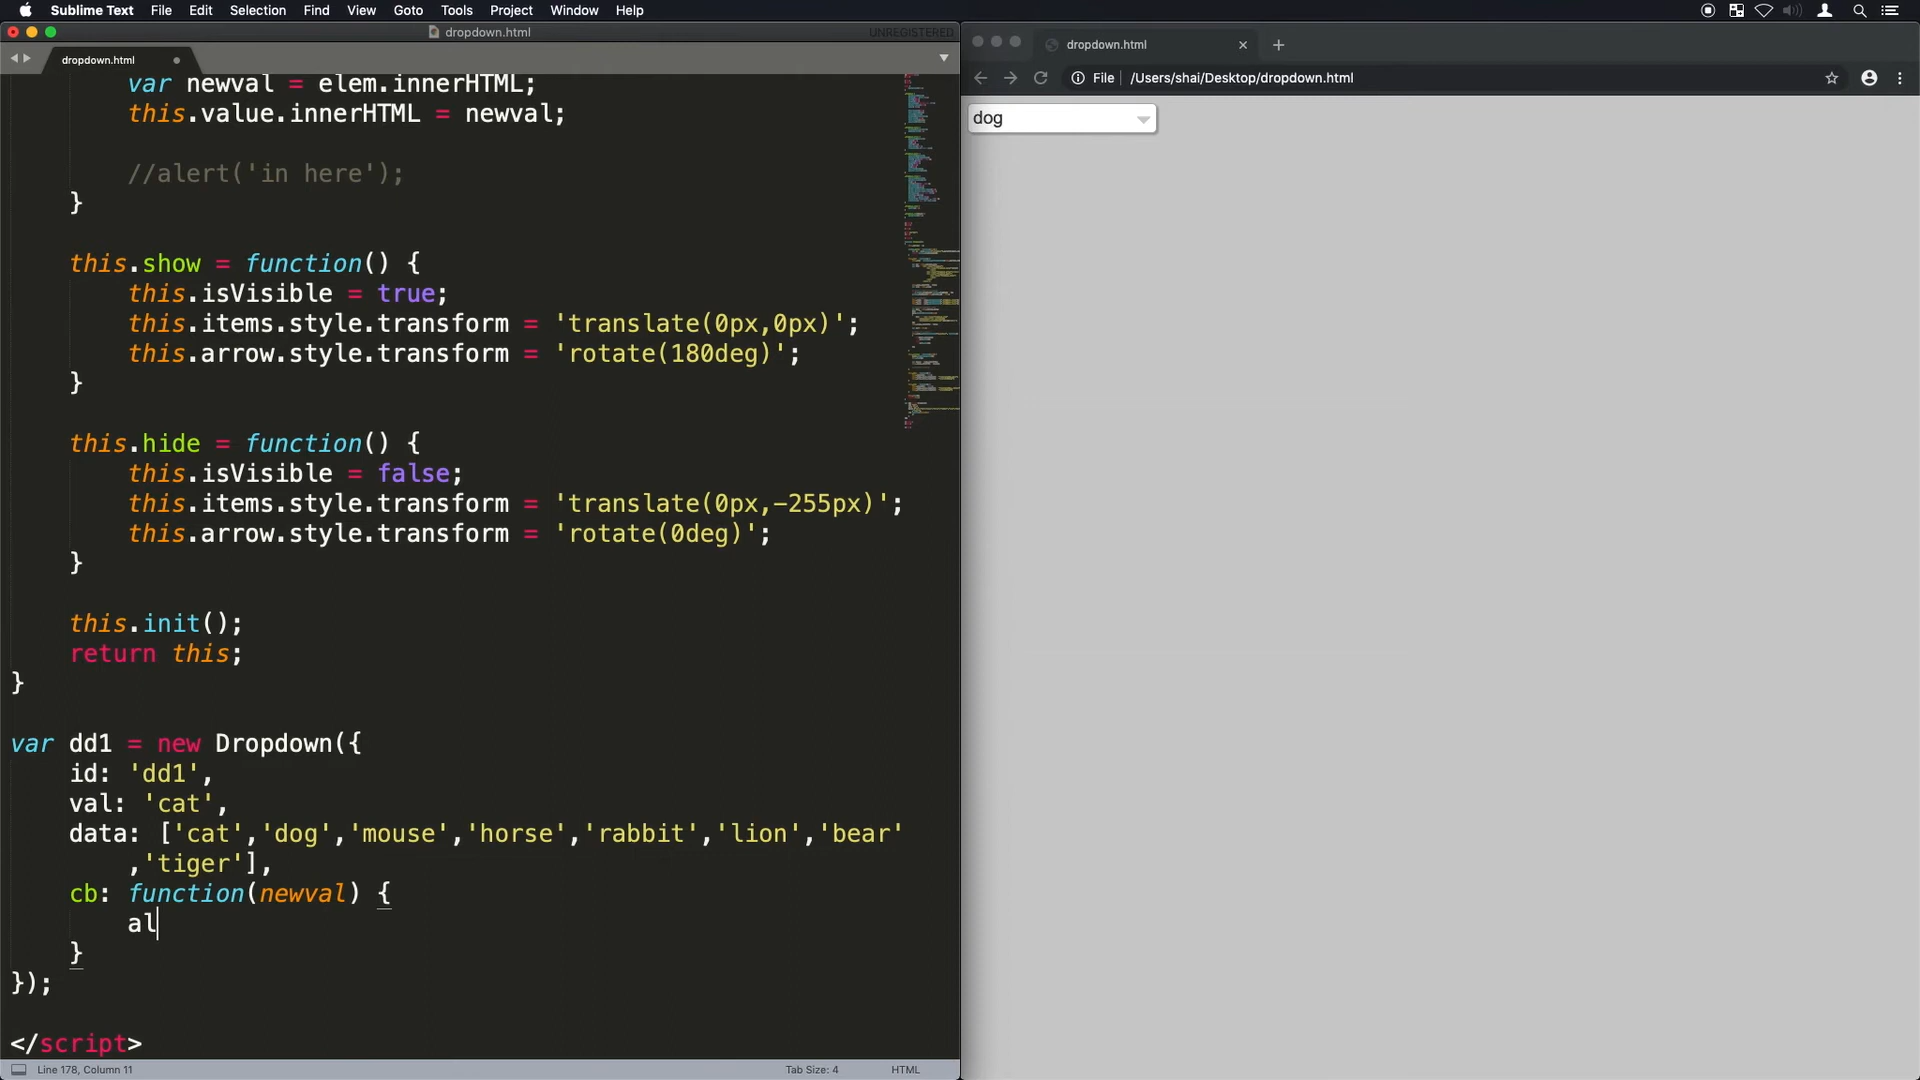 Sublime Text File Edit Selection Find View Goto Tools Project Window Help
dropdown.html UNREGISTERED
dropdown.html
var newval = elem.innerHTML;
this.value.innerHTML = newval;
//alert('in here');
}
this.show = function() {
this.isVisible = true;
this.items.style.transform = 'translate(0px,0px)';
this.arrow.style.transform = 'rotate(180deg)';
}
this.hide = function() {
this.isVisible = false;
this.items.style.transform = 'translate(0px,-255px)';
this.arrow.style.transform = 'rotate(0deg)';
}
this.init();
return this;
}
var dd1 = new Dropdown({
id: 'dd1',
val: 'cat',
data: ['cat','dog','mouse','horse','rabbit','lion','bear'
,'tiger'],
cb: function(newval) {
al
}
});
</script>
Line 178, Column 11 Tab Size: 4 HTML
dropdown.html
File /Users/shai/Desktop/dropdown.html
dog